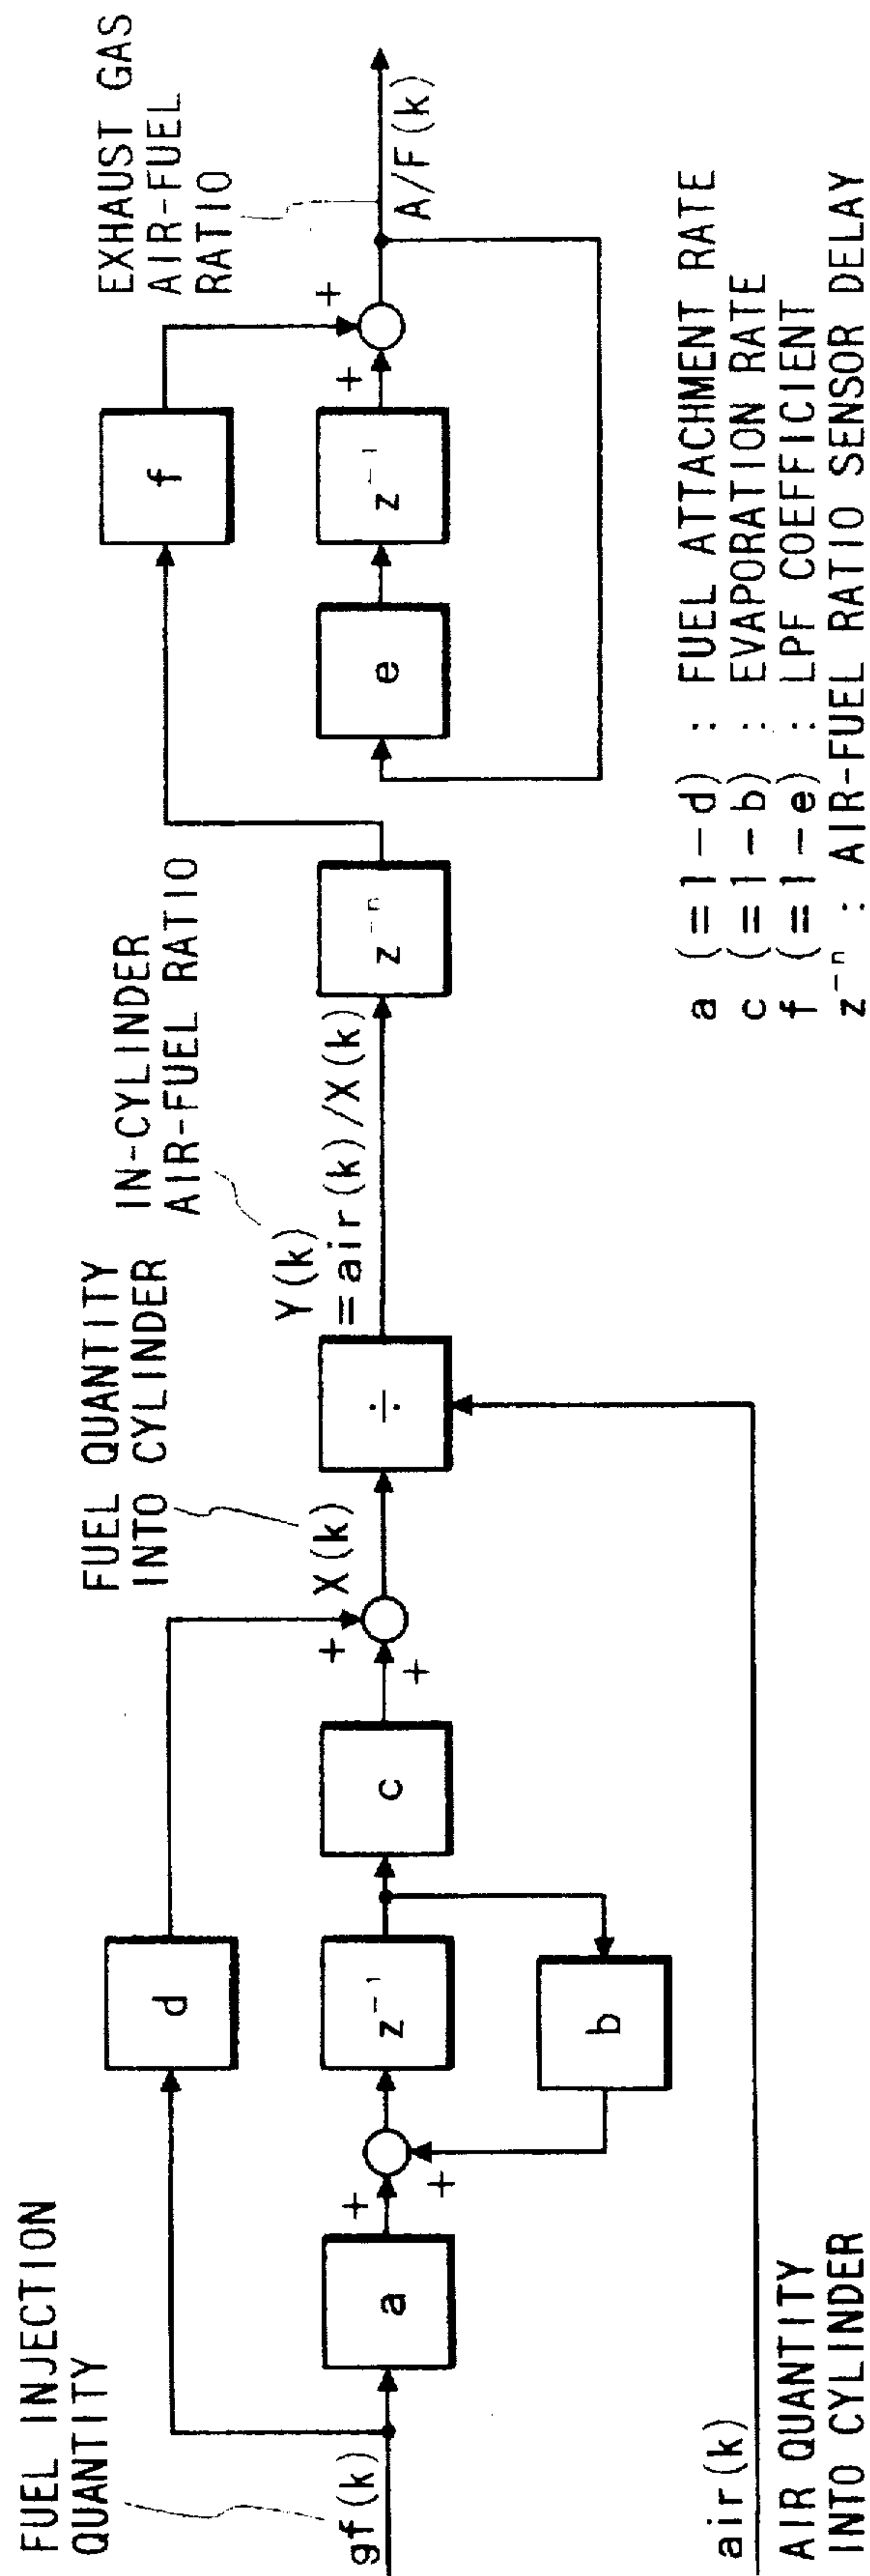 FUEL INJECTION
QUANTITY
gf(k)
a
+
+
d
z⁻¹
b
c
+
+
FUEL QUANTITY
INTO CYLINDER
X(k)
÷
IN-CYLINDER
AIR-FUEL RATIO
Y(k)
=air(k)/X(k)
z⁻ⁿ
f
e
z⁻¹
+
+
EXHAUST GAS
AIR-FUEL
RATIO
A/F(k)
air(k)
AIR QUANTITY
INTO CYLINDER
a (=1-d) : FUEL ATTACHMENT RATE
c (=1-b) : EVAPORATION RATE
f (=1-e) : LPF COEFFICIENT
z⁻ⁿ : AIR-FUEL RATIO SENSOR DELAY